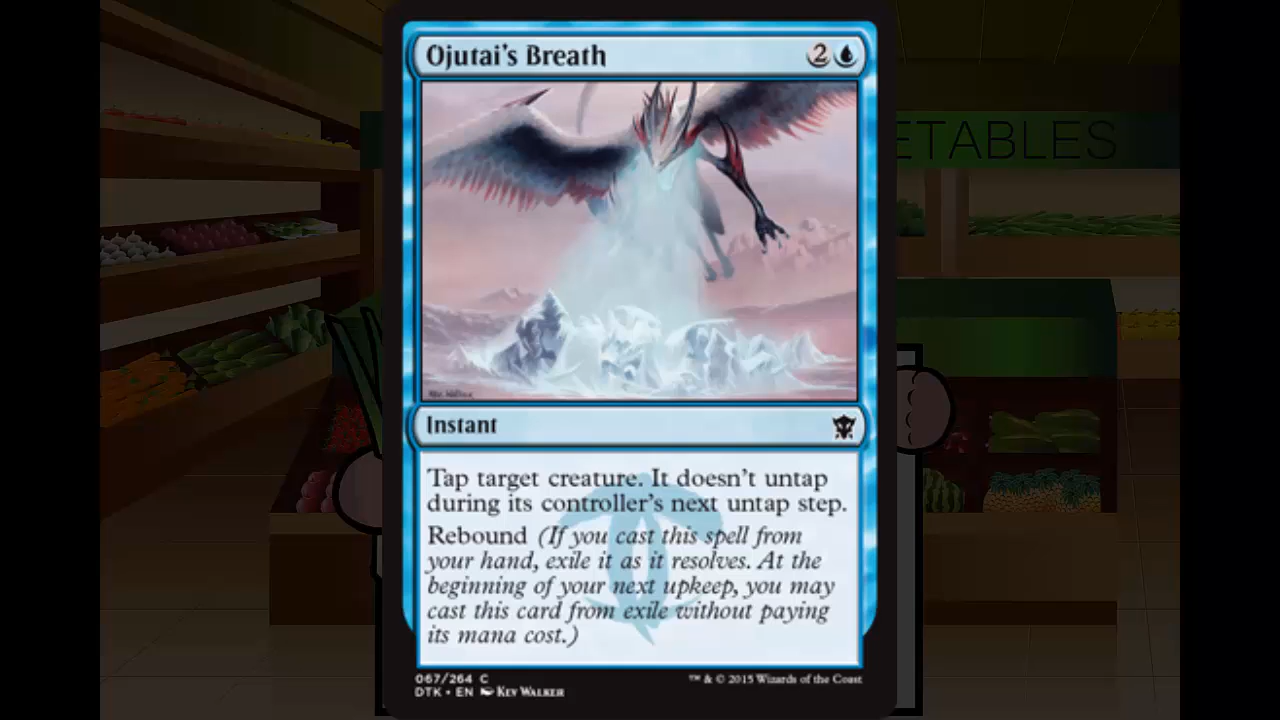 Ojutai's Breath 2
ETABLES
Instant
Tap target creature. It doesn't untap
during its controller's next untap step.
Rebound (If you cast this spell from
your hand, exile it as it resolves. At the
beginning of your next upkeep, you may
cast this card from exile without paying
its mana cost.)
067/264 C
DTK • EN Kev Walker
™ & © 2015 Wizards of the Coast